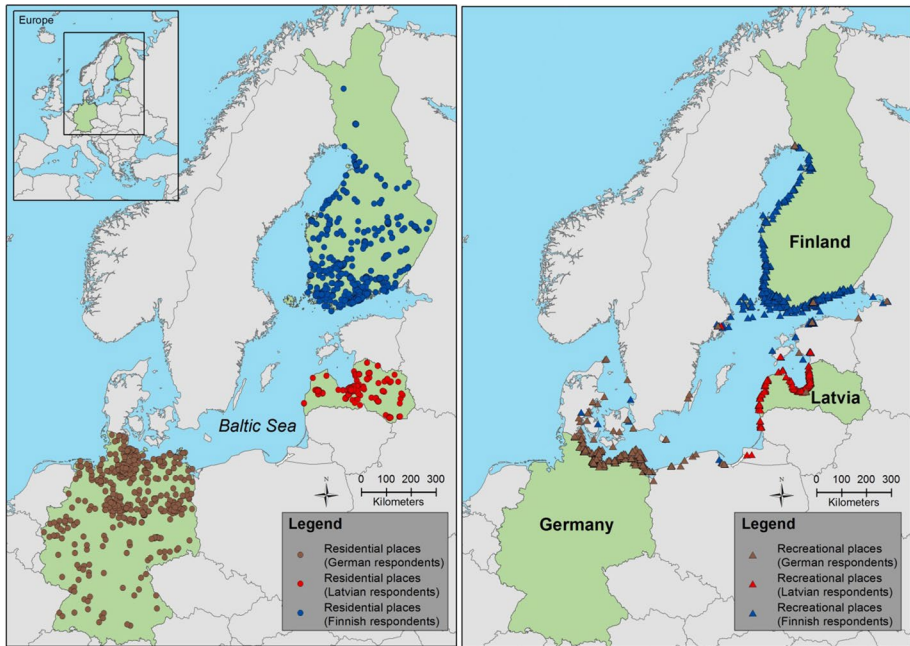 Europe
Baltic Sea
N
0 100 200 300
Kilometers
Legend
Residential places
(German respondents)
Residential places
(Latvian respondents)
Residential places
(Finnish respondents)
Finland
Latvia
Germany
N
0 100 200 300
Kilometers
Legend
Recreational places
(German respondents)
Recreational places
(Latvian respondents)
Recreational places
(Finnish respondents)